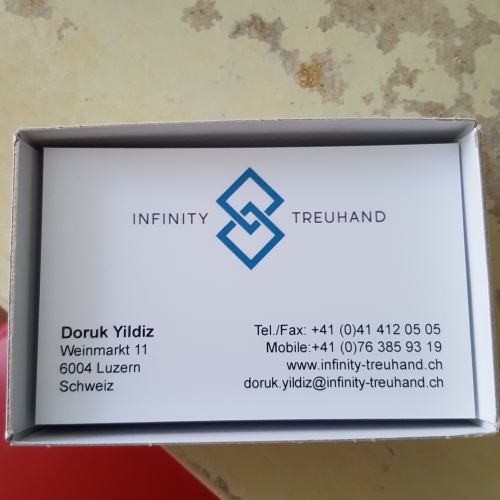 INFINITY TREUHAND
Doruk Yildiz
Weinmarkt 11
6004 Luzern
Schweiz
Tel./Fax: +41 (0)41 412 05 05
Mobile:+41 (0)76 385 93 19
www.infinity-treuhand.ch
doruk.yildiz@infinity-treuhand.ch